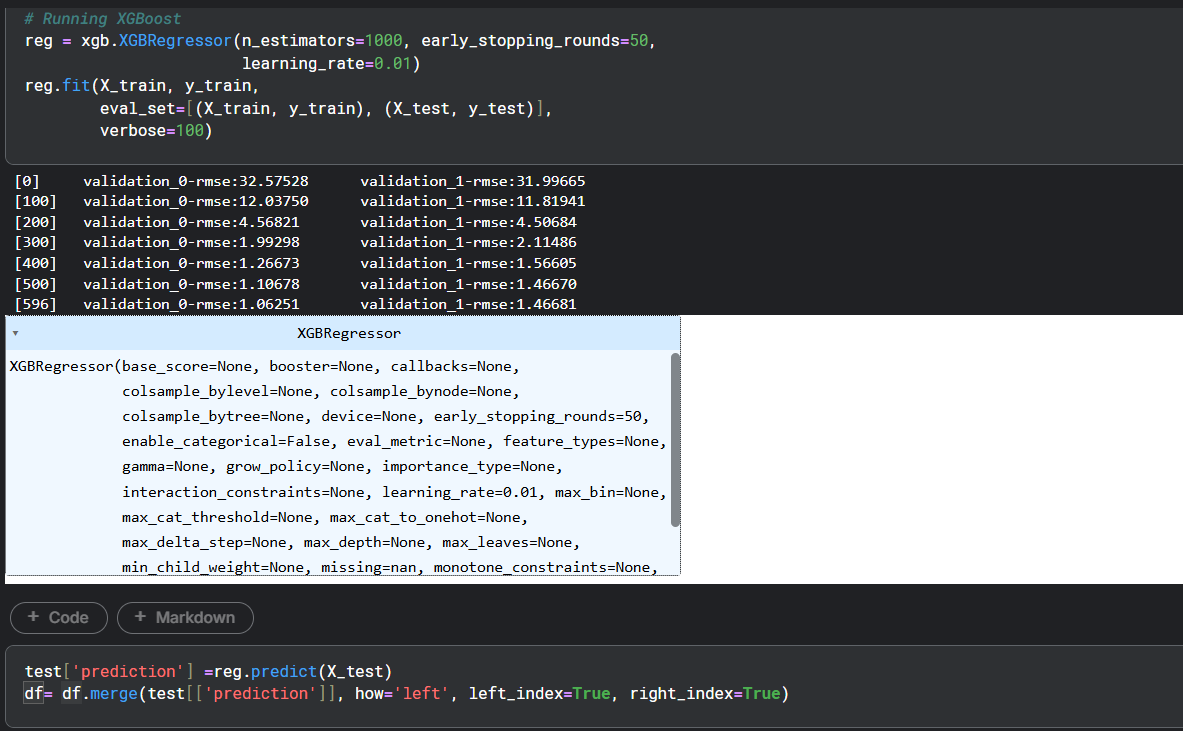 # Running XGBoost
reg = xgb.XGBRegressor(n_estimators=1000, early_stopping_rounds=50,
learning_rate=0.01)
reg.fit(X_train, y_train,
eval_set=[(X_train, y_train), (X_test, y_test)],
verbose=100)
[0] validation_0-rmse:32.57528 validation_1-rmse:31.99665
[100] validation_0-rmse:12.03750 validation_1-rmse:11.81941
[200] validation_0-rmse:4.56821 validation_1-rmse:4.50684
[300] validation_0-rmse:1.99298 validation_1-rmse:2.11486
[400] validation_0-rmse:1.26673 validation_1-rmse:1.56605
[500] validation_0-rmse:1.10678 validation_1-rmse:1.46670
[596] validation_0-rmse:1.06251 validation_1-rmse:1.46681
XGBRegressor
XGBRegressor(base_score=None, booster=None, callbacks=None,
colsample_bylevel=None, colsample_bynode=None,
colsample_bytree=None, device=None, early_stopping_rounds=50,
enable_categorical=False, eval_metric=None, feature_types=None,
gamma=None, grow_policy=None, importance_type=None,
interaction_constraints=None, learning_rate=0.01, max_bin=None,
max_cat_threshold=None, max_cat_to_onehot=None,
max_delta_step=None, max_depth=None, max_leaves=None,
min_child_weight=None, missing=nan, monotone_constraints=None,
+ Code + Markdown
test['prediction'] =reg.predict(X_test)
df= df.merge(test[['prediction']], how='left', left_index=True, right_index=True)